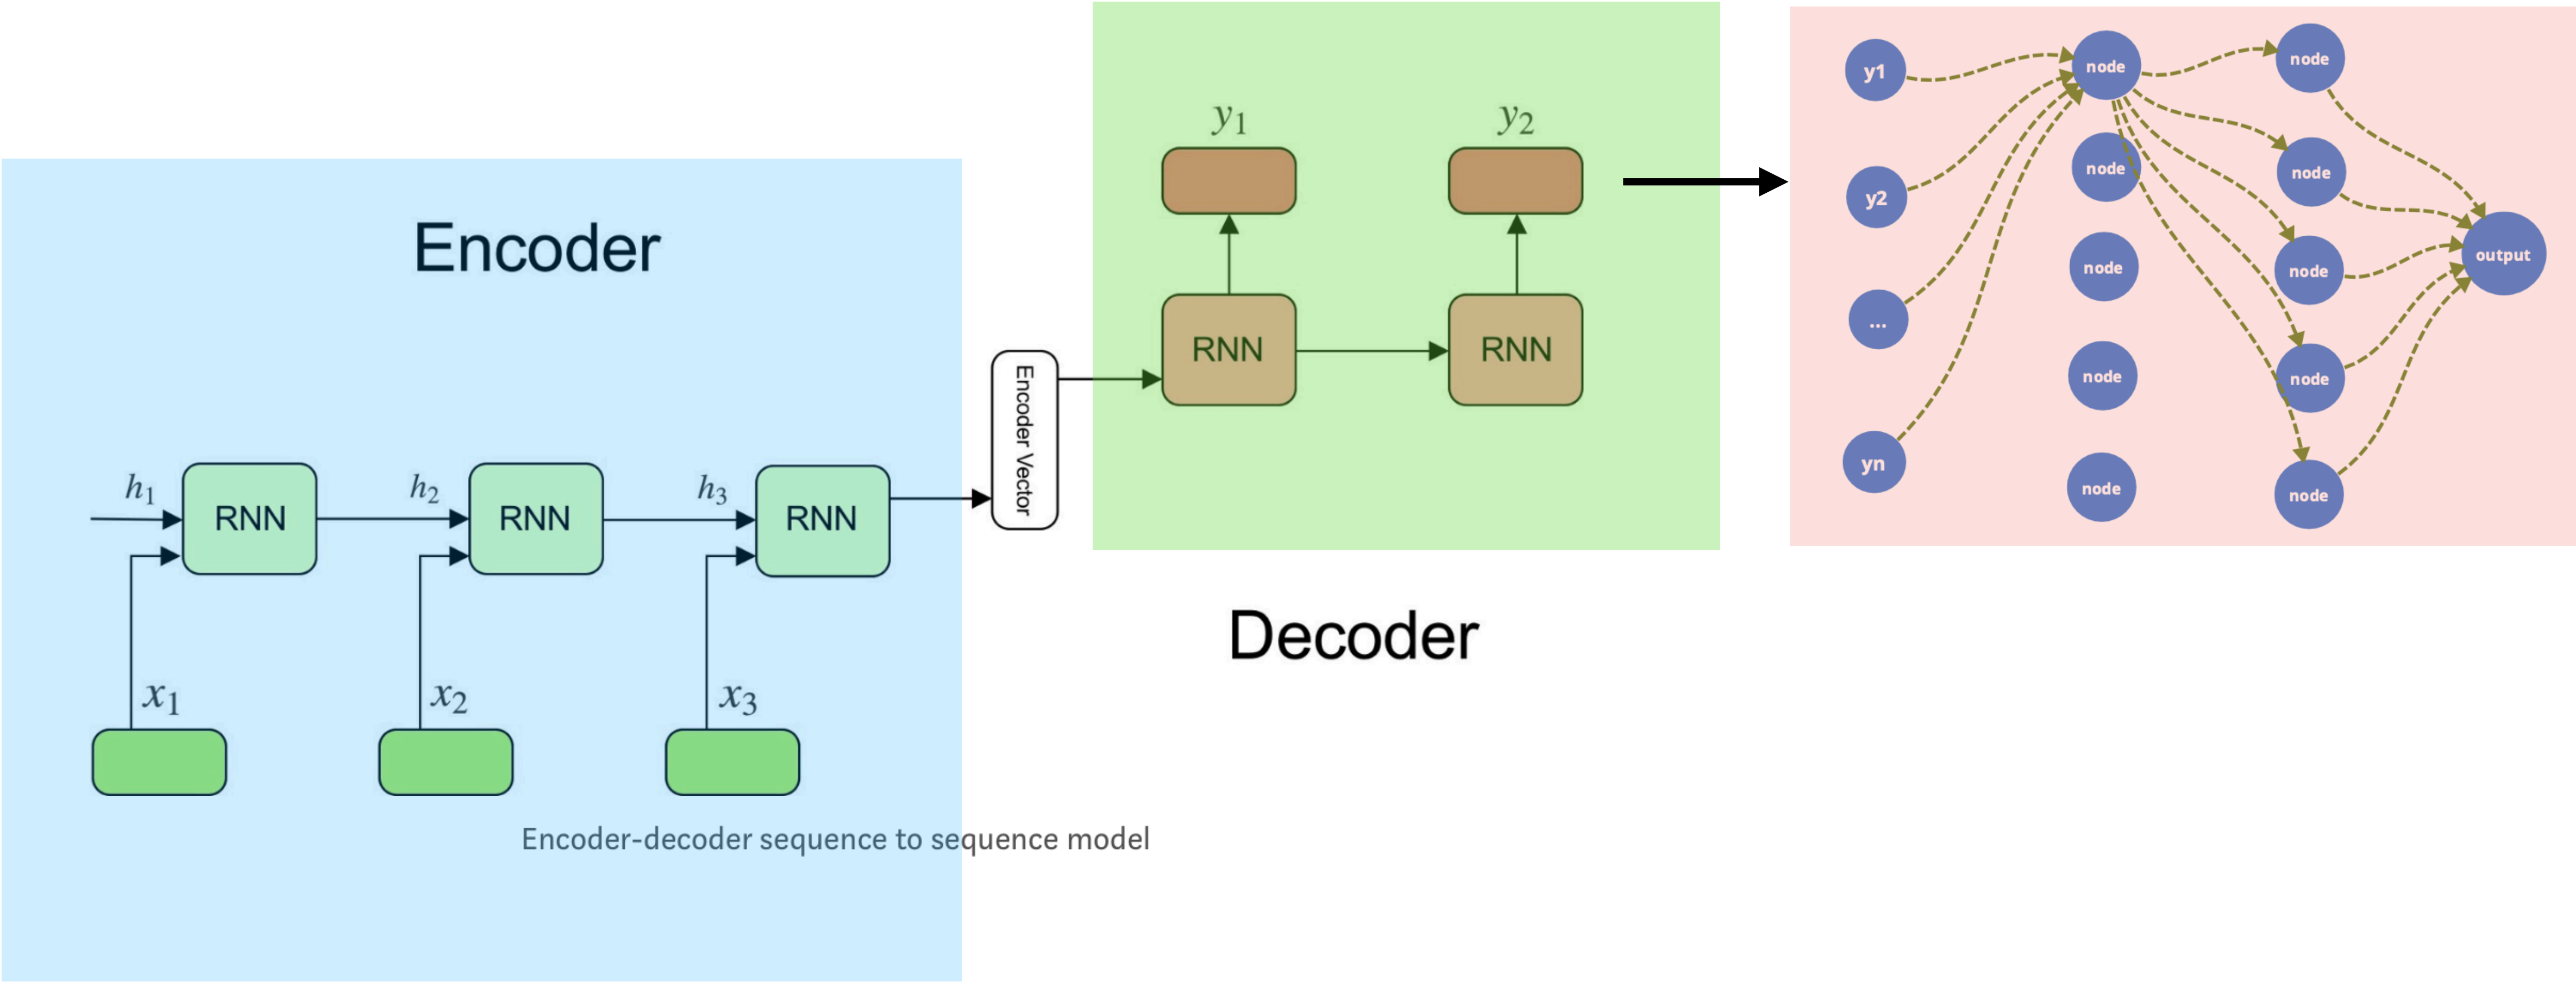 Encoder
h1
RNN
h2
RNN
h3
RNN
x1
x2
x3
Encoder Vector
y1
y2
RNN
RNN
Decoder
Encoder-decoder sequence to sequence model
y1
y2
...
yn
node
node
node
node
node
node
node
node
node
node
output